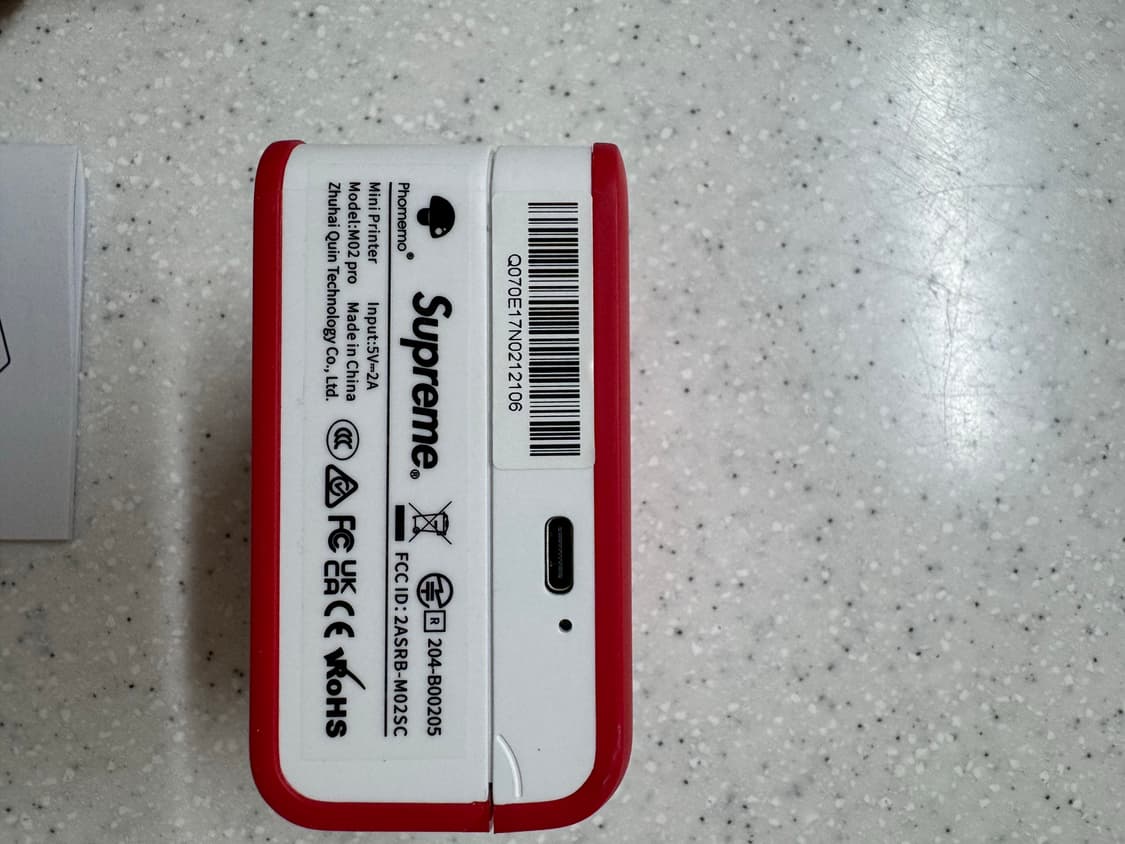 Phomemo®
Supreme®
R 204-B00205
FCC ID : 2ASRB-M02SC
Mini Printer Input:5V⎓2A
Model:M02 pro Made in China
Zhuhai Quin Technology Co., Ltd.
CCC FC UK CA CE RoHS
Q070E17N0212106